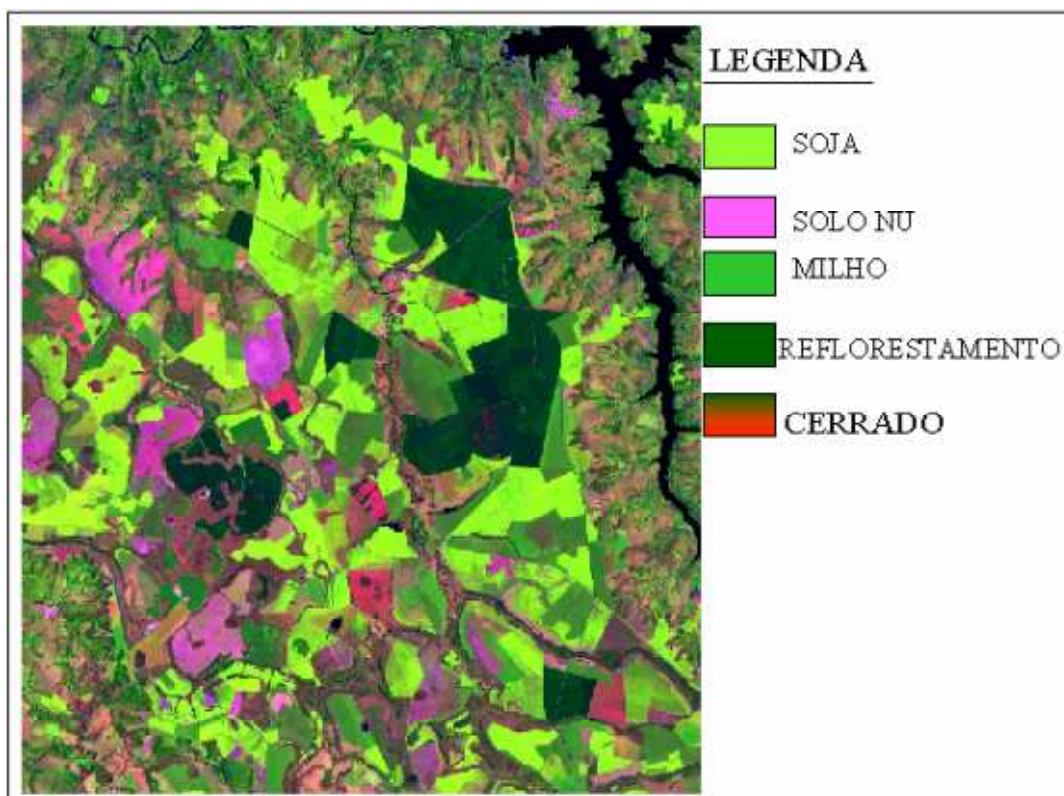 LEGENDA
SOJA
SOLO NU
MILHO
REFLORESTAMENTO
CERRADO